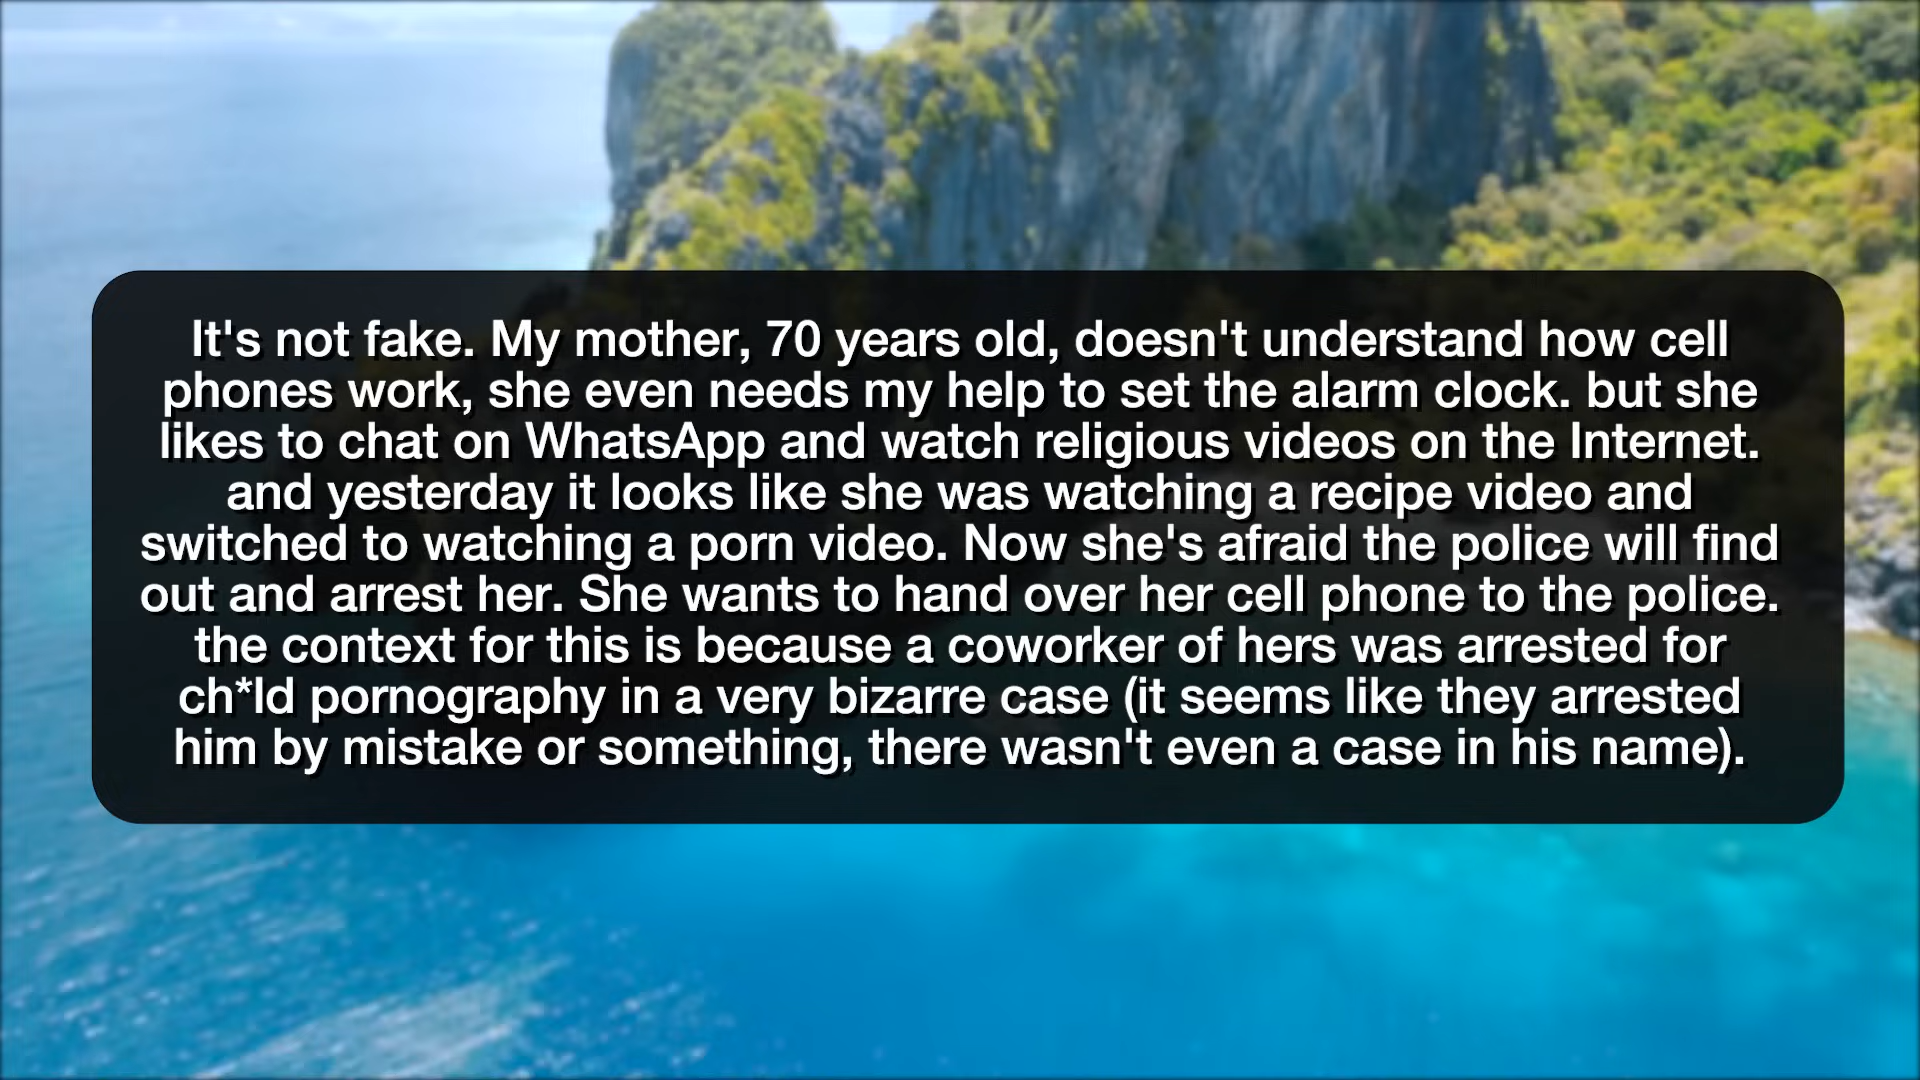 It's not fake. My mother, 70 years old, doesn't understand how cell
phones work, she even needs my help to set the alarm clock. but she
likes to chat on WhatsApp and watch religious videos on the Internet.
and yesterday it looks like she was watching a recipe video and
switched to watching a porn video. Now she's afraid the police will find
out and arrest her. She wants to hand over her cell phone to the police.
the context for this is because a coworker of hers was arrested for
ch*ld pornography in a very bizarre case (it seems like they arrested
him by mistake or something, there wasn't even a case in his name).